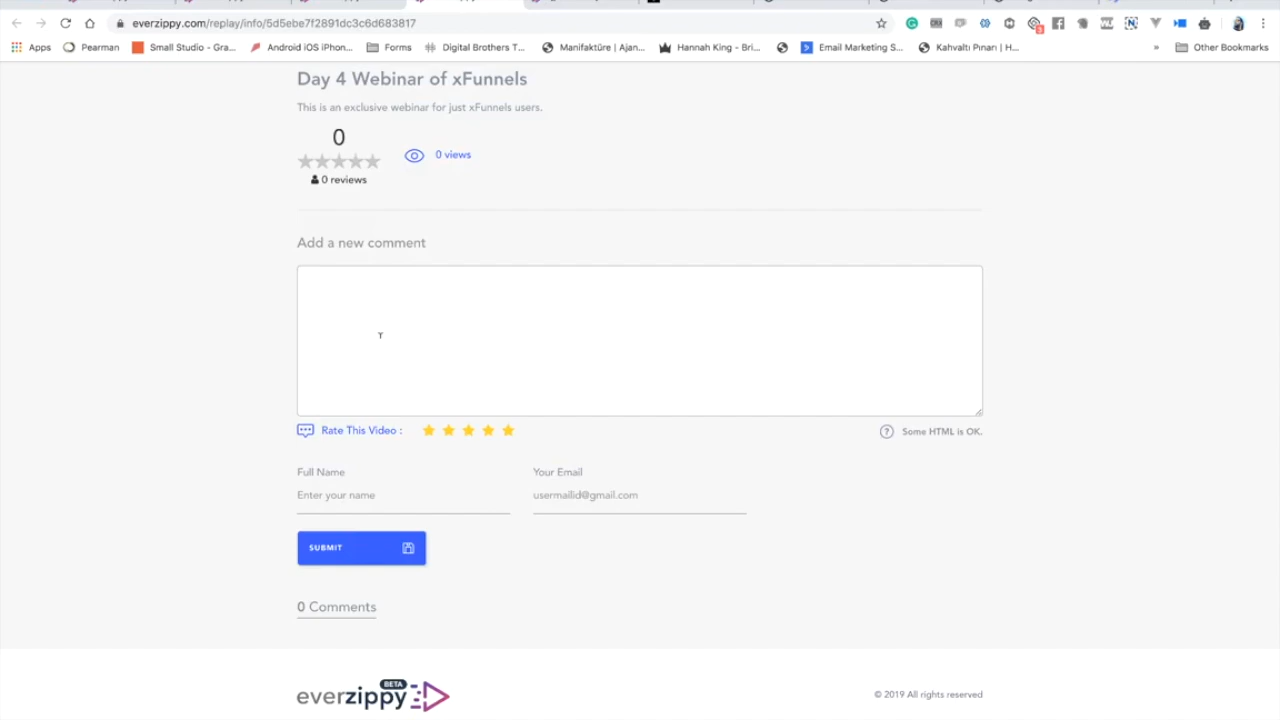 everzippy.com/replay/info/5d5ebe7f2891dc3c6d683817
3
Apps Pearman Small Studio - Gra... Android iOS iPhon... Forms Digital Brothers T... Manifaktüre | Ajan... Hannah King - Bri... Email Marketing S... Kahvaltı Pınarı | H... » Other Bookmarks
Day 4 Webinar of xFunnels
This is an exclusive webinar for just xFunnels users.
0
0 views
0 reviews
Add a new comment
Rate This Video :
? Some HTML is OK.
Full Name Your Email
Enter your name usermailid@gmail.com
SUBMIT
0 Comments
BETA
everzippy
© 2019 All rights reserved